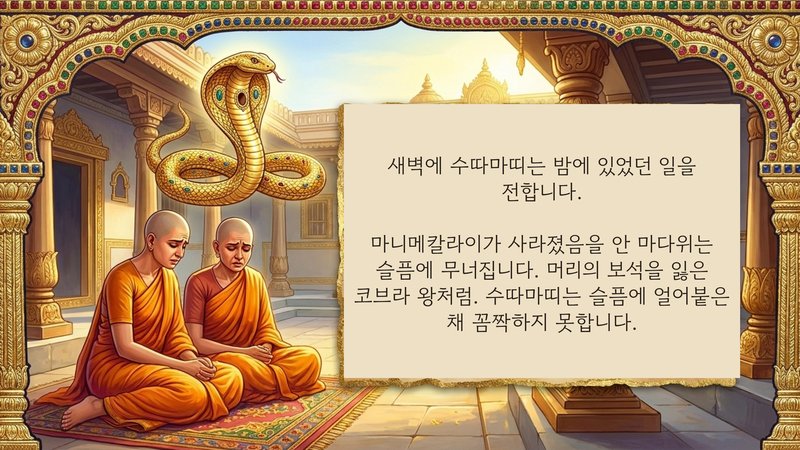 새벽에 수따마띠는 밤에 있었던 일을
전합니다.
마니메칼라이가 사라졌음을 안 마다위는
슬픔에 무너집니다. 머리의 보석을 잃은
코브라 왕처럼. 수따마띠는 슬픔에 얼어붙은
채 꼼짝하지 못합니다.